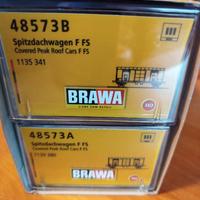 48573B
Spitzdachwagen F FS
Covered Peak Roof Cars F FS
1135 341
BRAWA
48573A
Spitzdachwagen F FS
Covered Peak Roof Cars F FS
BRAWA